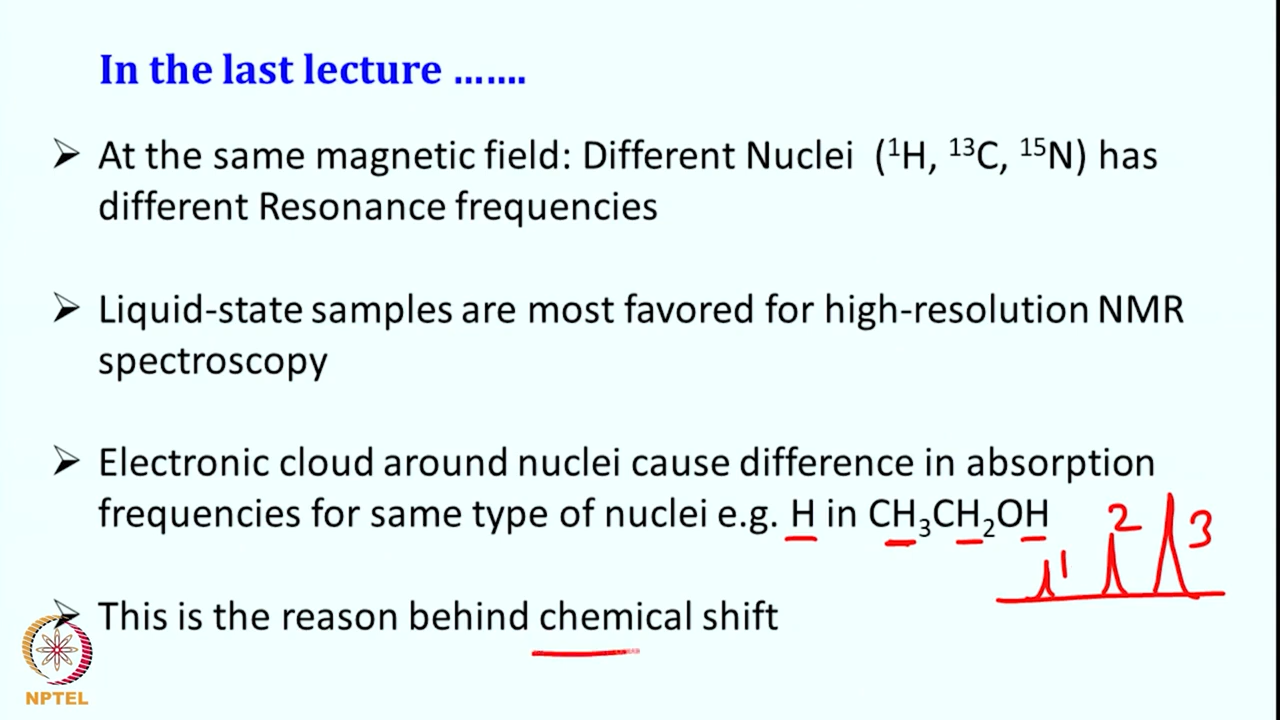 In the last lecture …….
➢ At the same magnetic field: Different Nuclei (¹H, ¹³C, ¹⁵N) has
different Resonance frequencies
➢ Liquid-state samples are most favored for high-resolution NMR
spectroscopy
➢ Electronic cloud around nuclei cause difference in absorption
frequencies for same type of nuclei e.g. H in CH₃CH₂OH
1 2 3
➢ This is the reason behind chemical shift
NPTEL